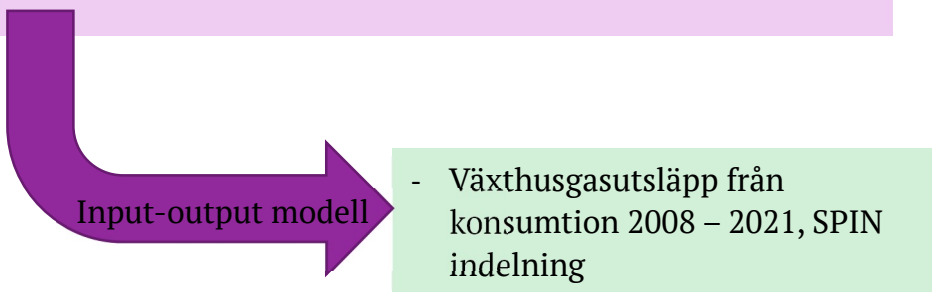 Input-output modell
- Växthusgasutsläpp från
konsumtion 2008 – 2021, SPIN
indelning